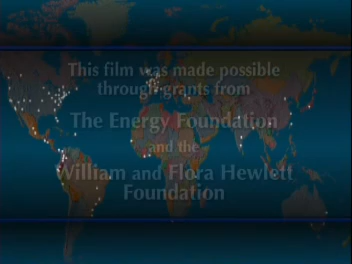 This film was made possible
through grants from
The Energy Foundation
and the
William and Flora Hewlett
Foundation